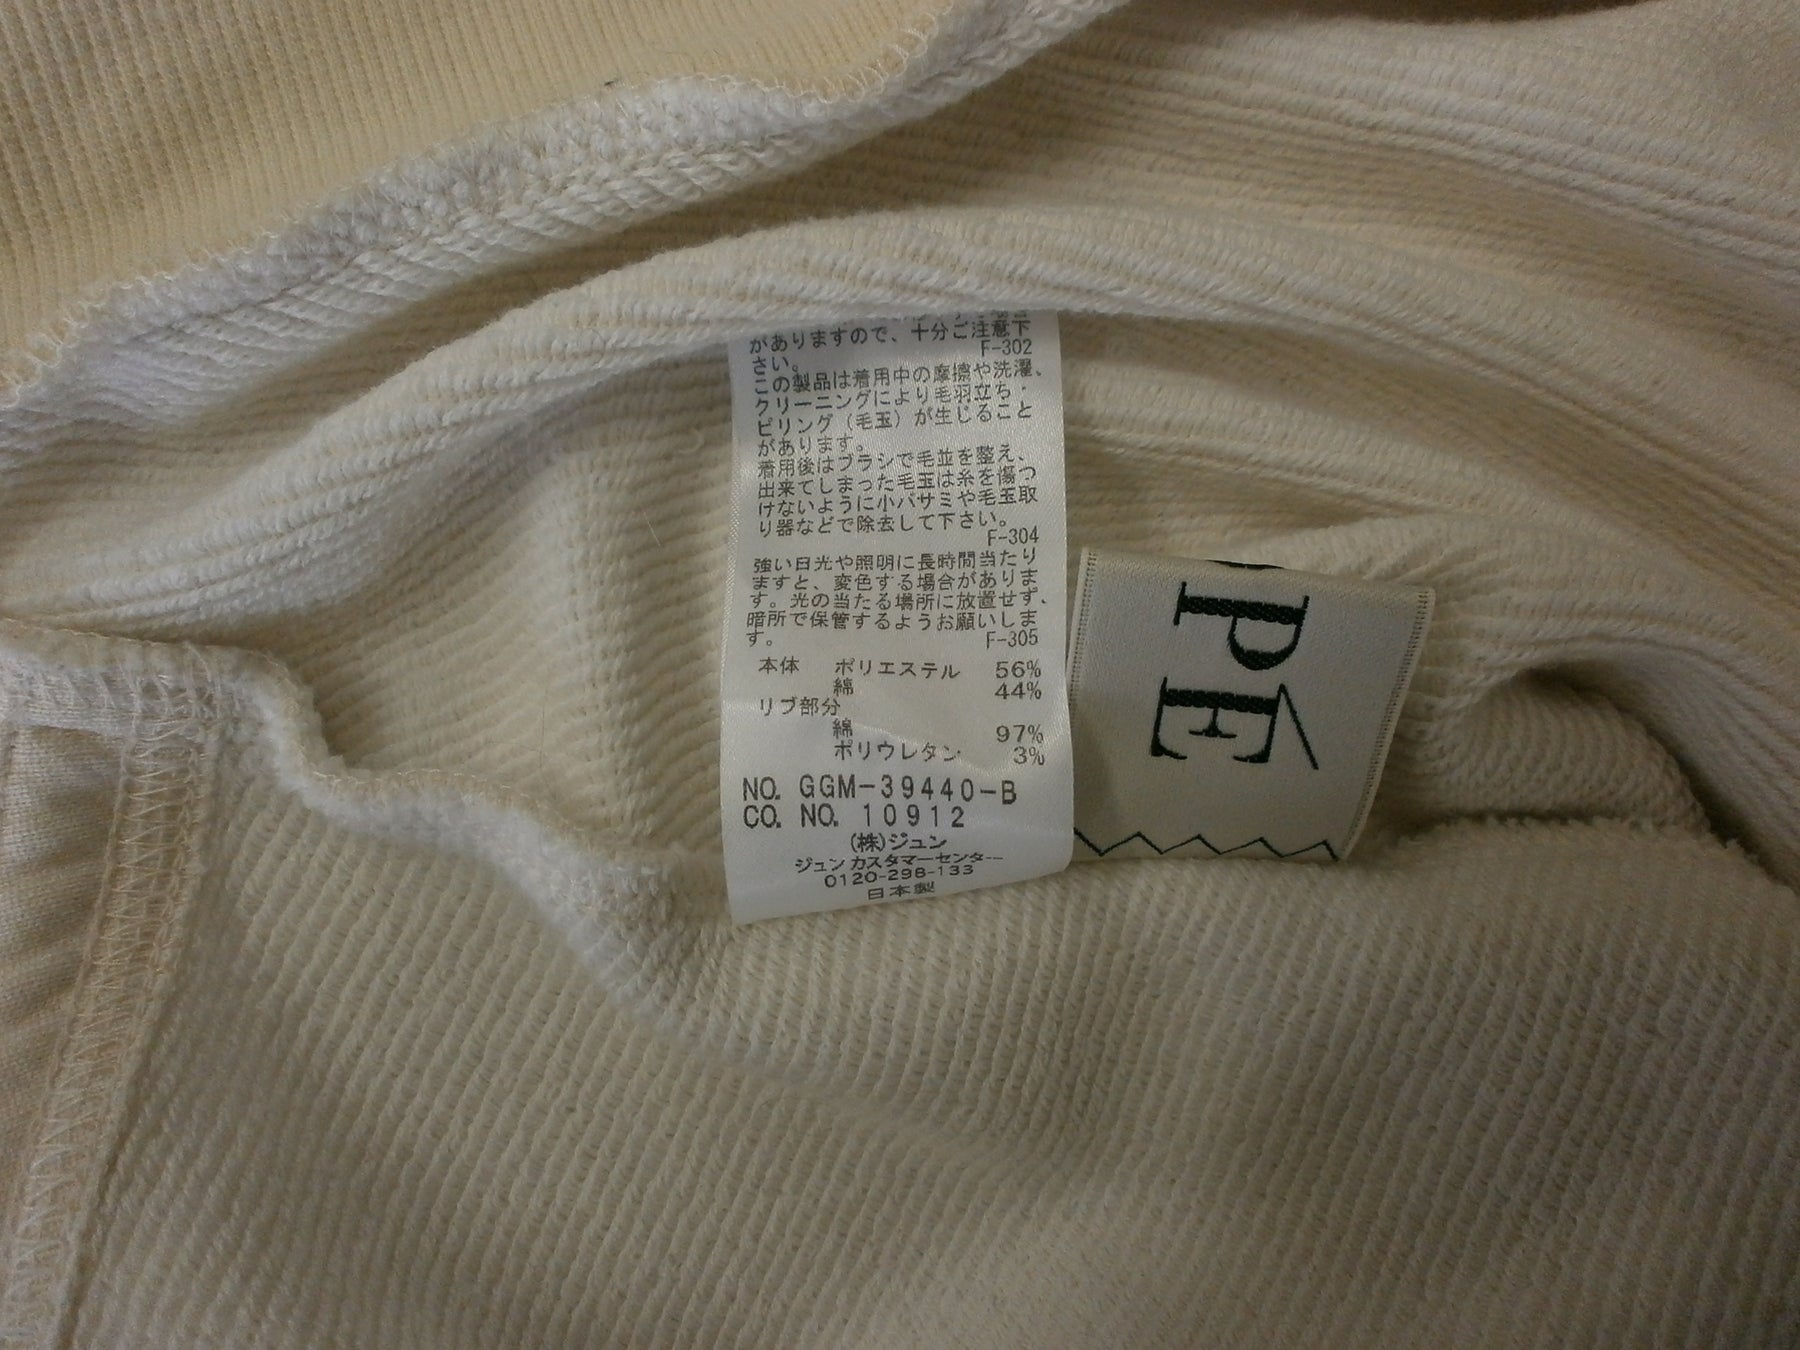 がありますので、十分ご注意下
さい。
F-302
この製品は着用中の摩擦や洗濯、
クリーニングにより毛羽立ち・
ピリング（毛玉）が生じること
があります。
着用後はブラシで毛並を整え、
出来てしまった毛玉は糸を傷つ
けないように小バサミや毛玉取
り器などで除去して下さい。
F-304
強い日光や照明に長時間当たり
ますと、変色する場合がありま
す。光の当たる場所に放置せず、
暗所で保管するようお願いしま
す。
F-305
本体 ポリエステル 56%
綿 44%
リブ部分
綿 97%
ポリウレタン 3%
NO. GGM-39440-B
CO. NO. 10912
(株)ジュン
ジュン カスタマーセンター
0120-298-133
日本製
PÉ